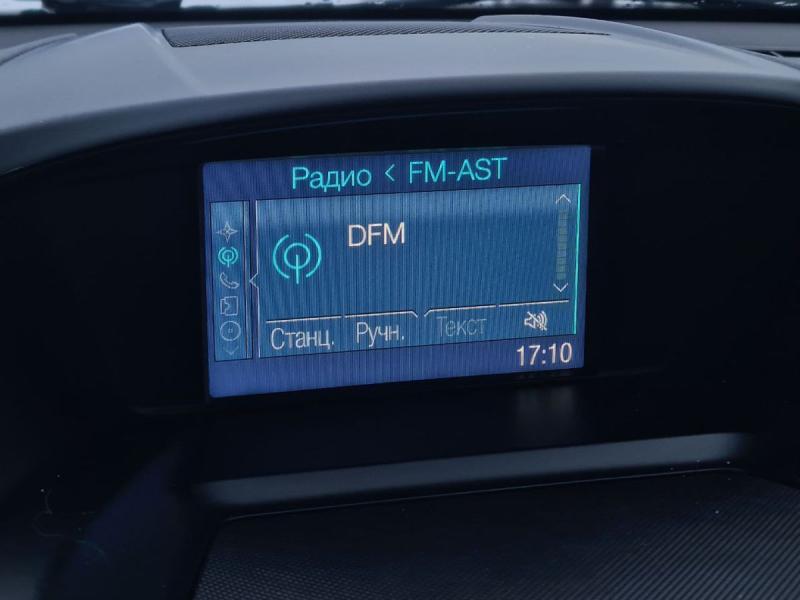 Радио < FM-AST
DFM
Станц. Ручн. Текст
17:10